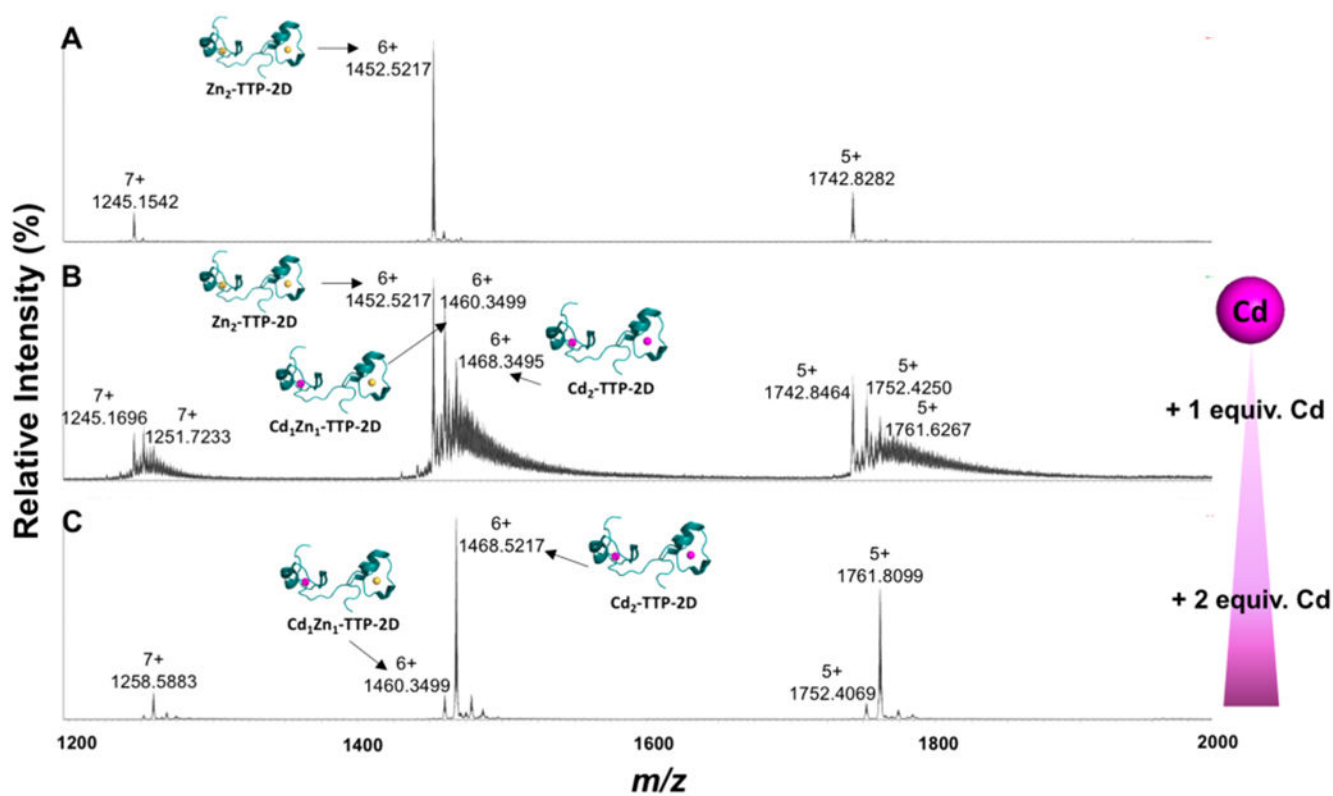 A
6+
1452.5217
Zn2-TTP-2D
7+
1245.1542
5+
1742.8282
B
6+
1452.5217
6+
1460.3499
Zn2-TTP-2D
6+
1468.3495
Cd2-TTP-2D
Cd1Zn1-TTP-2D
7+
1245.1696
7+
1251.7233
5+
1742.8464
5+
1752.4250
5+
1761.6267
Cd
+ 1 equiv. Cd
C
6+
1468.5217
Cd2-TTP-2D
Cd1Zn1-TTP-2D
6+
1460.3499
7+
1258.5883
5+
1761.8099
5+
1752.4069
+ 2 equiv. Cd
Relative Intensity (%)
1200 1400 1600 1800 2000
m/z